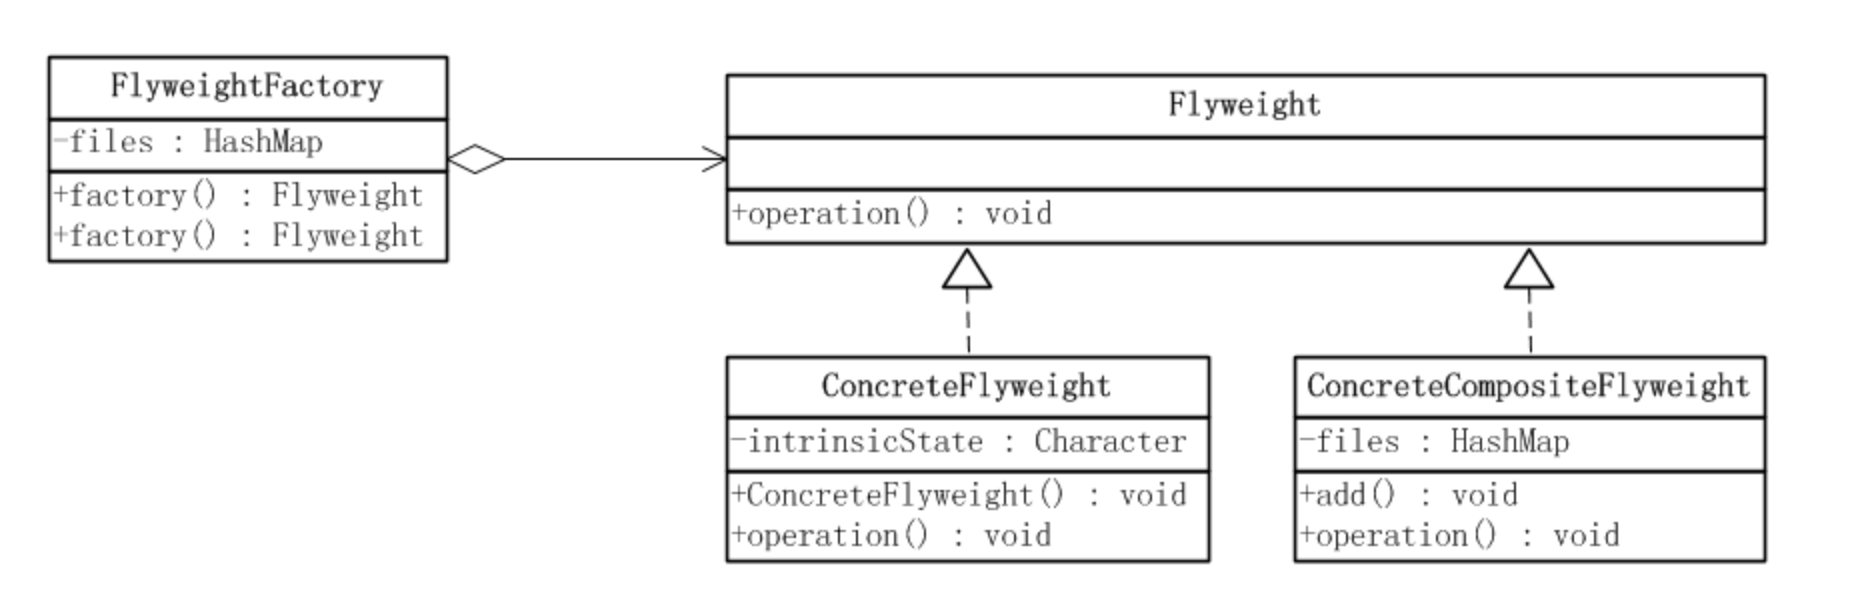 FlyweightFactory
-files : HashMap
+factory() : Flyweight
+factory() : Flyweight
Flyweight
+operation() : void
ConcreteFlyweight
-intrinsicState : Character
+ConcreteFlyweight() : void
+operation() : void
ConcreteCompositeFlyweight
-files : HashMap
+add() : void
+operation() : void